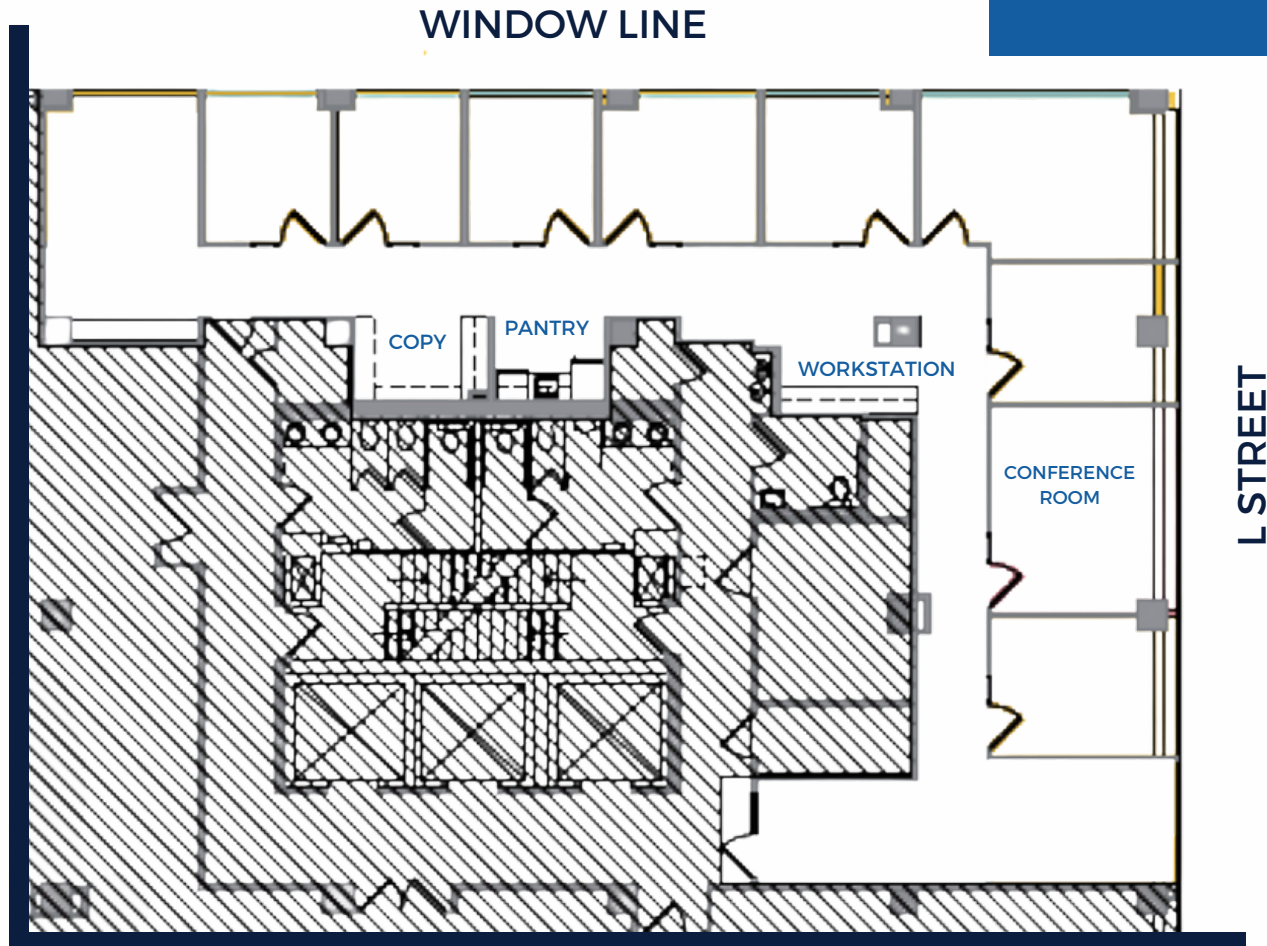 WINDOW LINE
COPY
PANTRY
WORKSTATION
CONFERENCE
ROOM
L STREET